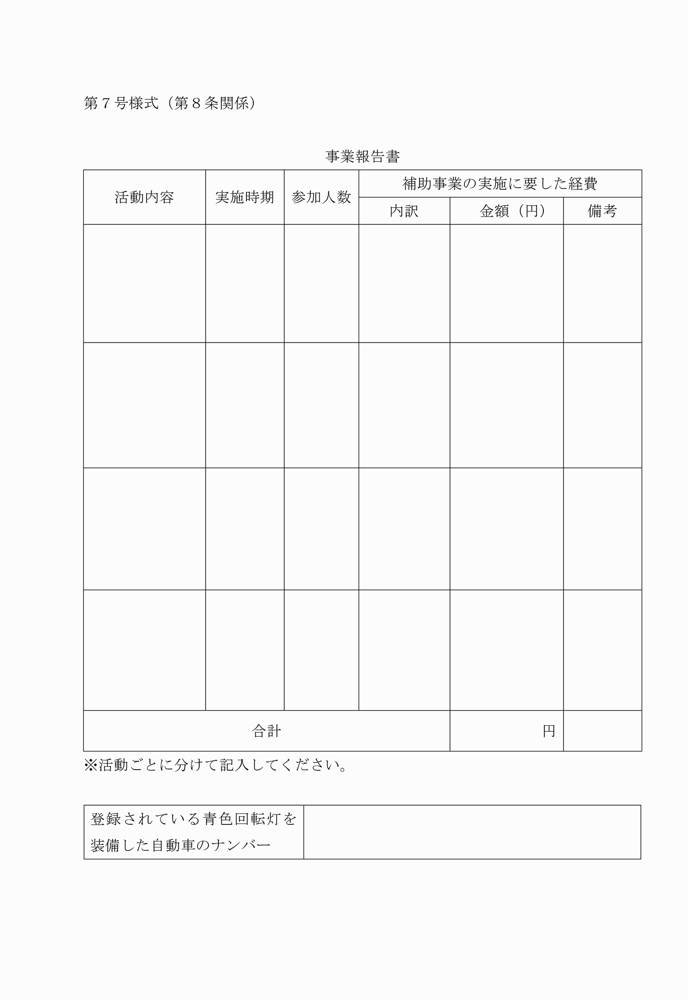 第７号様式（第８条関係）
事業報告書
活動内容
実施時期
参加人数
補助事業の実施に要した経費
内訳
金額（円）
備考
合計
円
※活動ごとに分けて記入してください。
登録されている青色回転灯を
装備した自動車のナンバー